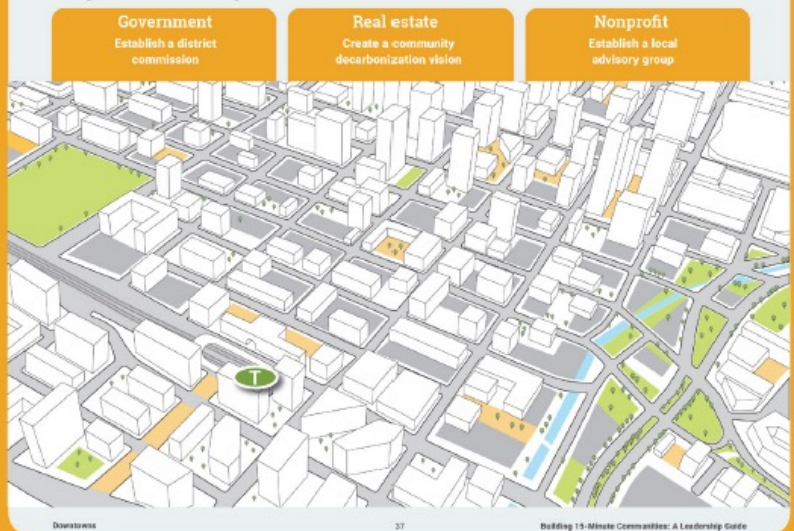 Government
Establish a district
commission
Real estate
Create a community
decarbonization vision
Nonprofit
Establish a local
advisory group
T
Downtowns
37
Building 15-Minute Communities: A Leadership Guide